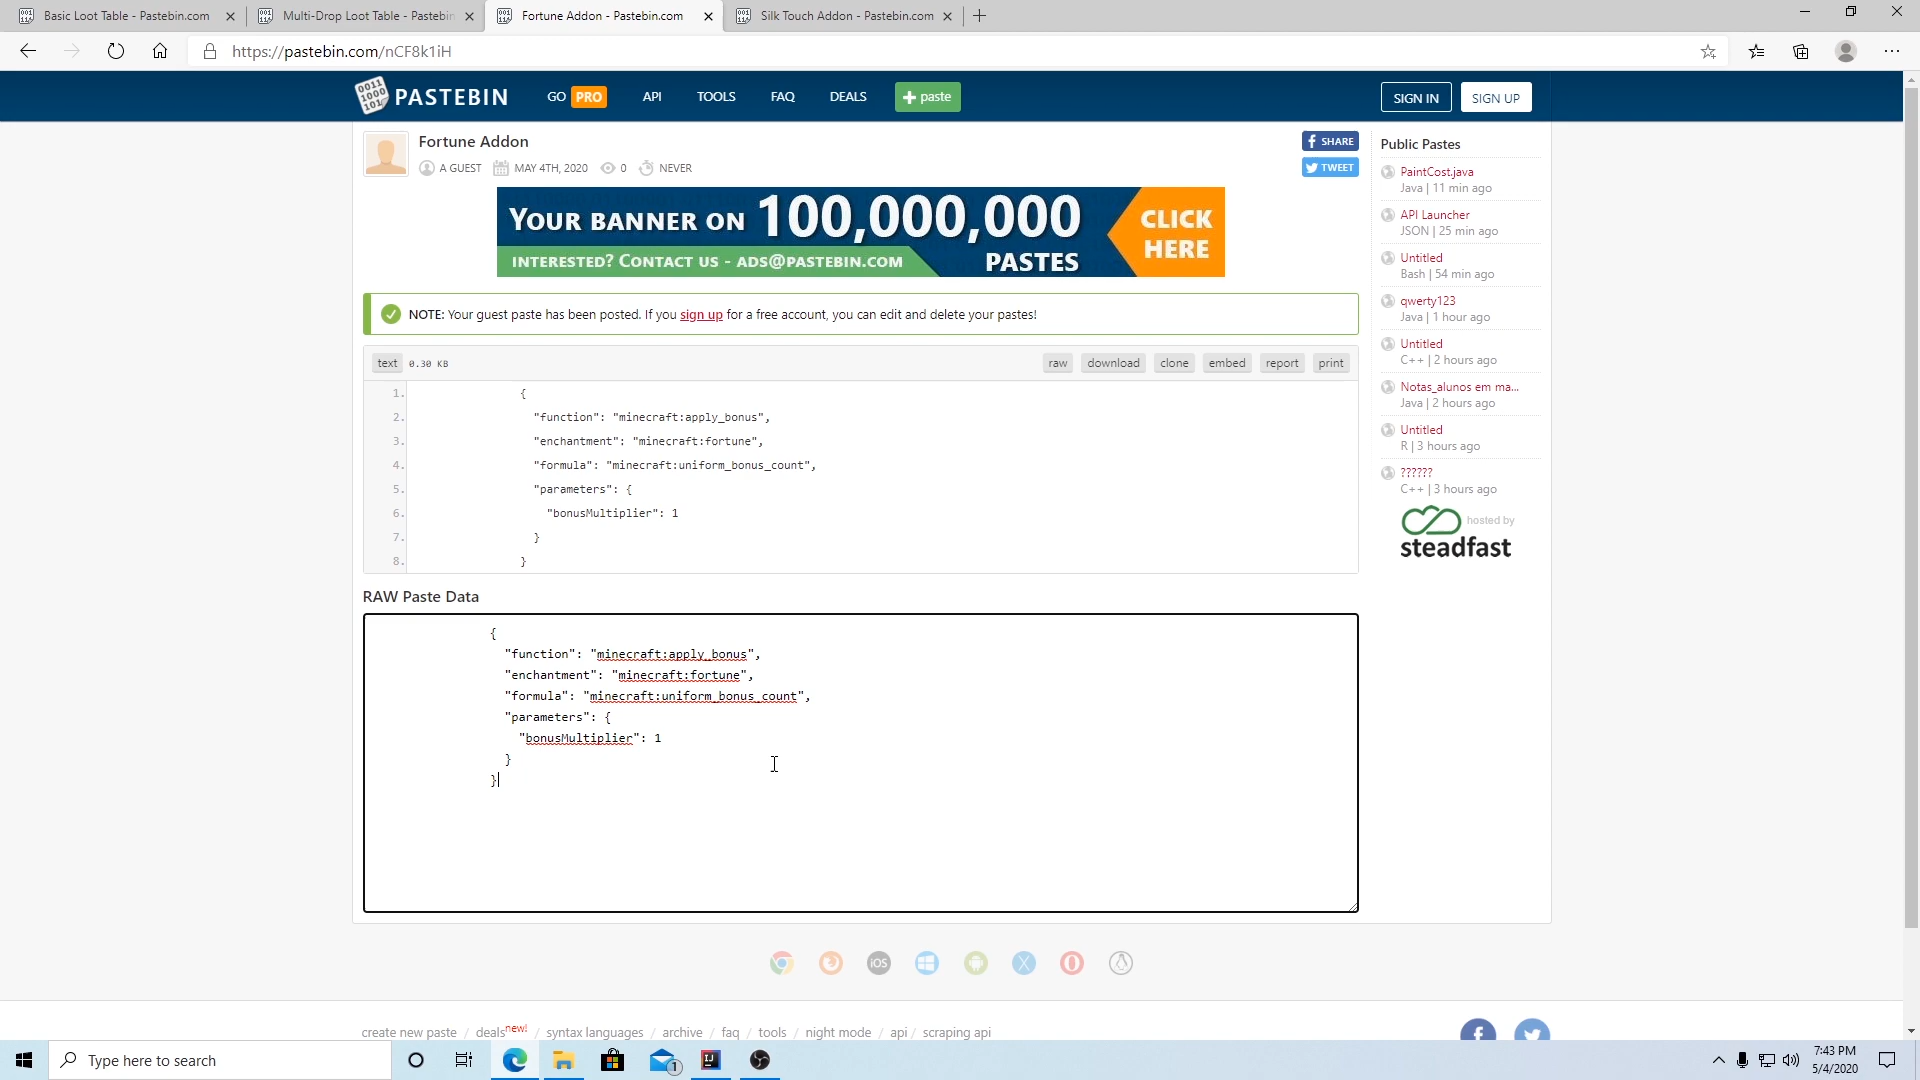 Basic Loot Table - Pastebin.com
Multi-Drop Loot Table - Pastebin
Fortune Addon - Pastebin.com
Silk Touch Addon - Pastebin.com
https://pastebin.com/nCF8k1iH
PASTEBIN
GO PRO
API
TOOLS
FAQ
DEALS
+ paste
SIGN IN
SIGN UP
Fortune Addon
A GUEST
MAY 4TH, 2020
0
NEVER
SHARE
TWEET
YOUR BANNER ON 100,000,000
PASTES
INTERESTED? CONTACT US - ADS@PASTEBIN.COM
CLICK
HERE
NOTE: Your guest paste has been posted. If you sign up for a free account, you can edit and delete your pastes!
text 0.30 KB
raw
download
clone
embed
report
print
1. {
2. "function": "minecraft:apply_bonus",
3. "enchantment": "minecraft:fortune",
4. "formula": "minecraft:uniform_bonus_count",
5. "parameters": {
6. "bonusMultiplier": 1
7. }
8. }
RAW Paste Data
{
"function": "minecraft:apply_bonus",
"enchantment": "minecraft:fortune",
"formula": "minecraft:uniform_bonus_count",
"parameters": {
"bonusMultiplier": 1
}
}
Public Pastes
PaintCost.java
Java | 11 min ago
API Launcher
JSON | 25 min ago
Untitled
Bash | 54 min ago
qwerty123
Java | 1 hour ago
Untitled
C++ | 2 hours ago
Notas_alunos em ma...
Java | 2 hours ago
Untitled
R | 3 hours ago
??????
C++ | 3 hours ago
hosted by
steadfast
iOS
create new paste / deals new! / syntax languages / archive / faq / tools / night mode / api / scraping api
Type here to search
1
7:43 PM
5/4/2020